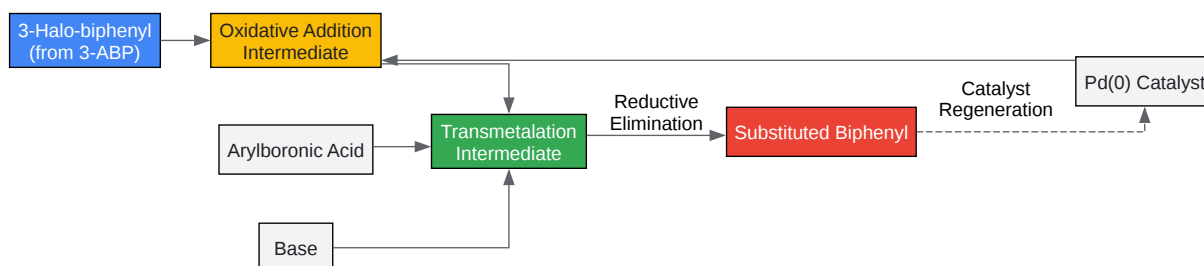 3-Halo-biphenyl
(from 3-ABP)
Oxidative Addition
Intermediate
Pd(0) Catalyst
Catalyst
Regeneration
Reductive
Elimination
Transmetalation
Intermediate
Substituted Biphenyl
Arylboronic Acid
Base